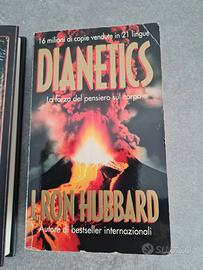 16 milioni di copie vendute in 21 lingue
DIANETICS
La forza del pensiero sul corpo
L. RON HUBBARD
Autore di bestseller internazionali
SUBITO